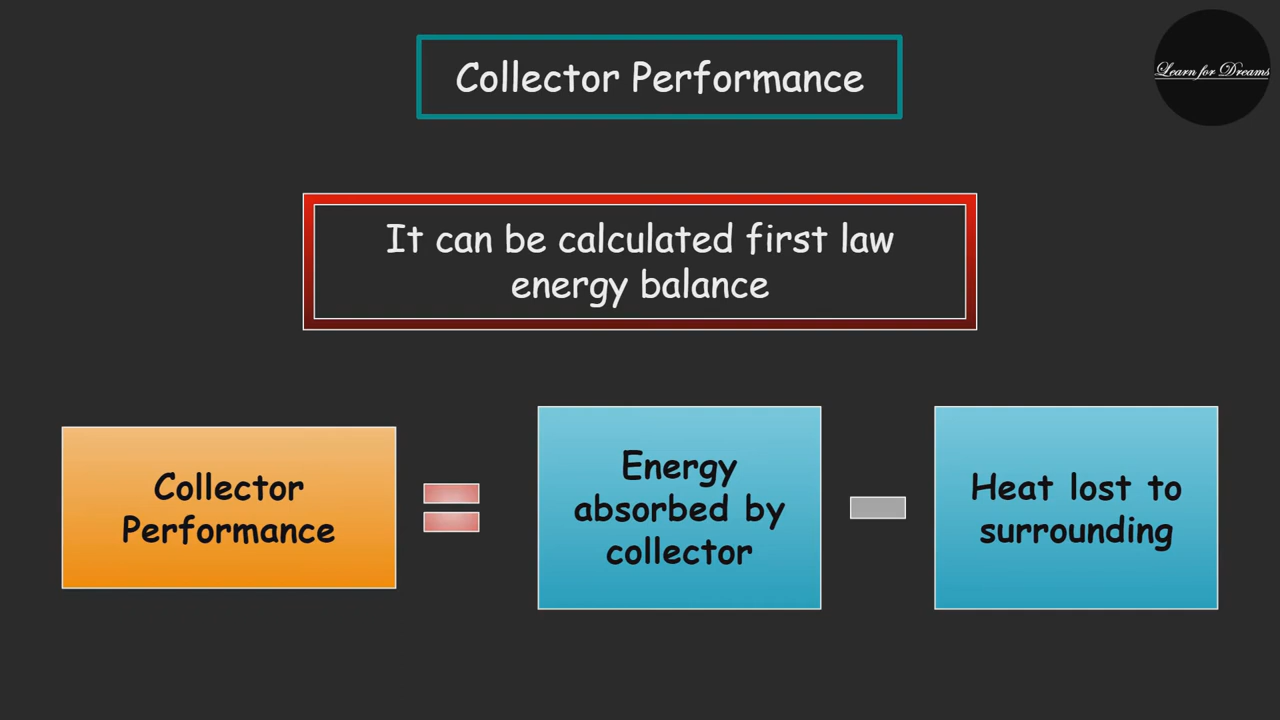 Collector Performance
Learn for Dreams
It can be calculated first law
energy balance
Collector
Performance
Energy
absorbed by
collector
Heat lost to
surrounding